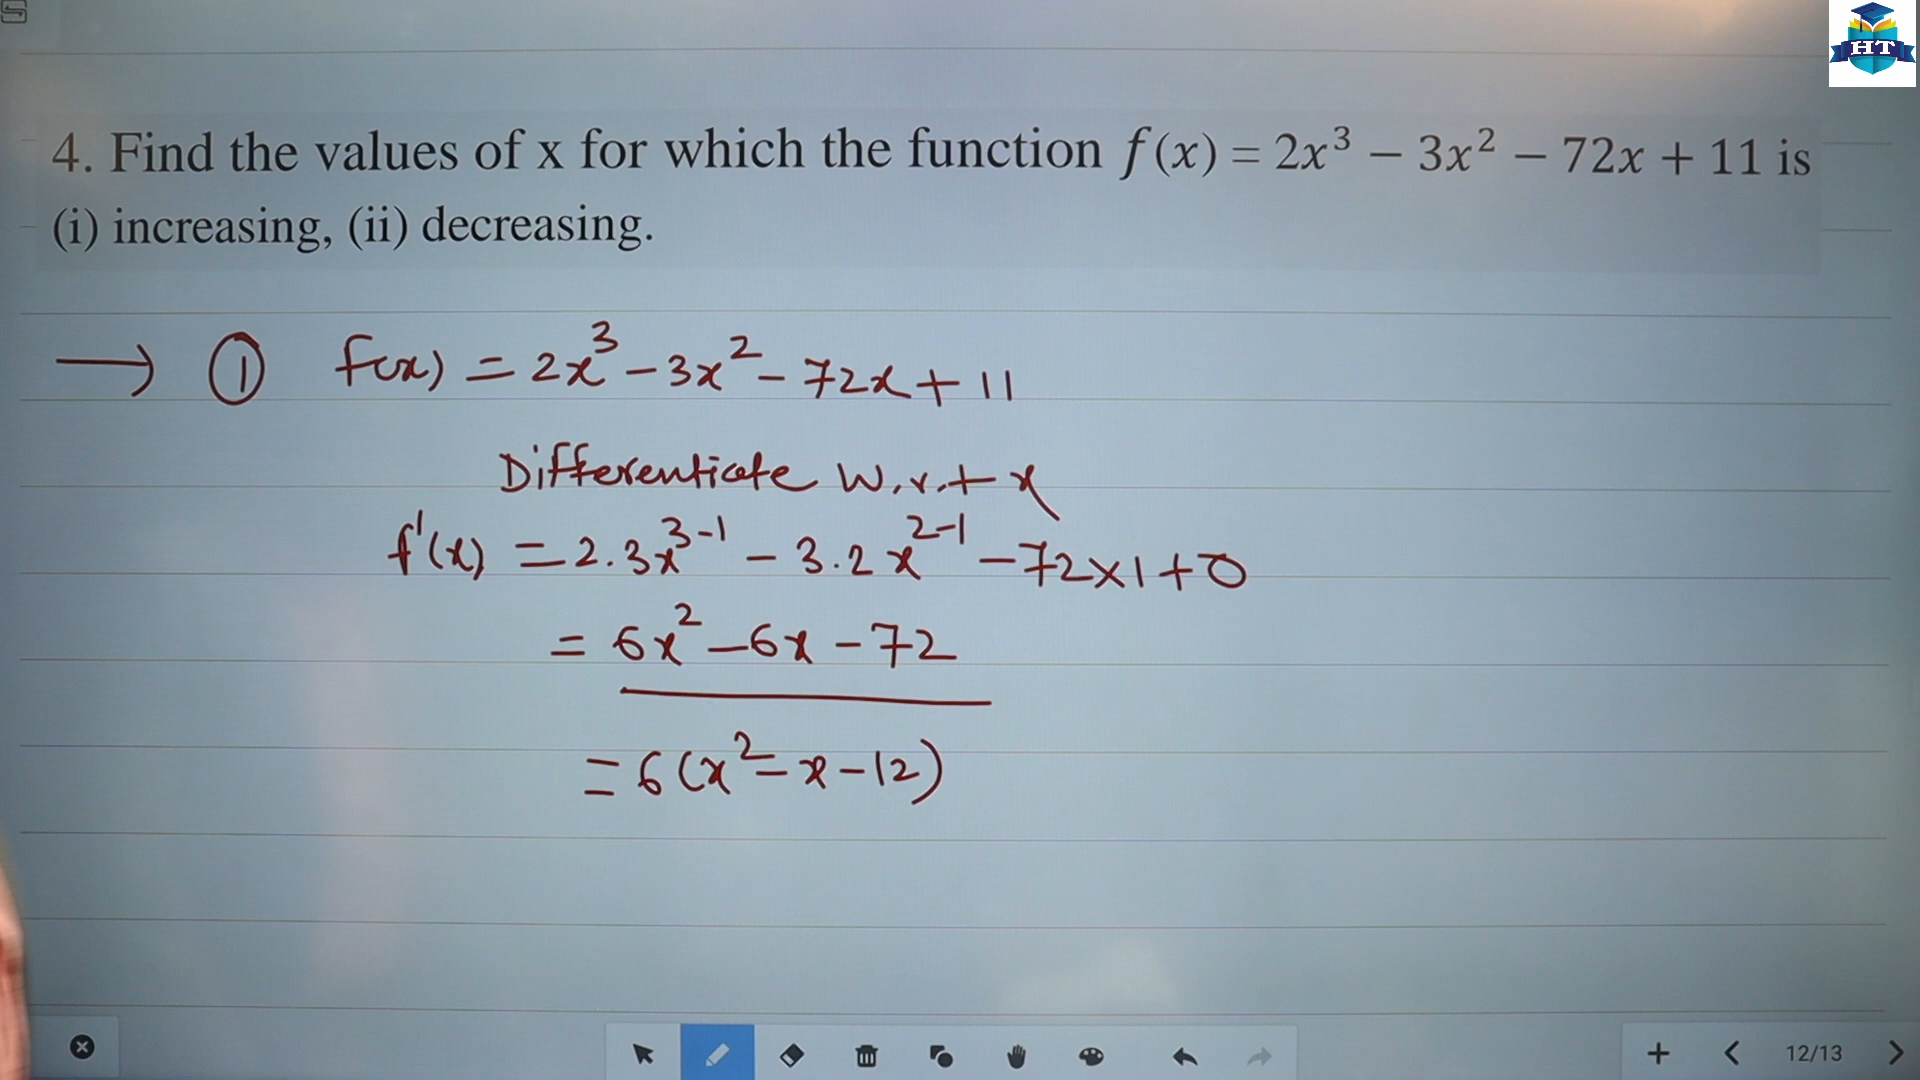 HT
4. Find the values of x for which the function f(x) = 2x³ − 3x² − 72x + 11 is
(i) increasing, (ii) decreasing.
→ ① f(x) = 2x³ − 3x² − 72x + 11
Differentiate w.r.t x
f'(x) = 2.3x³⁻¹ − 3.2x²⁻¹ − 72×1+0
= 6x² − 6x − 72
= 6(x² − x − 12)
12/13